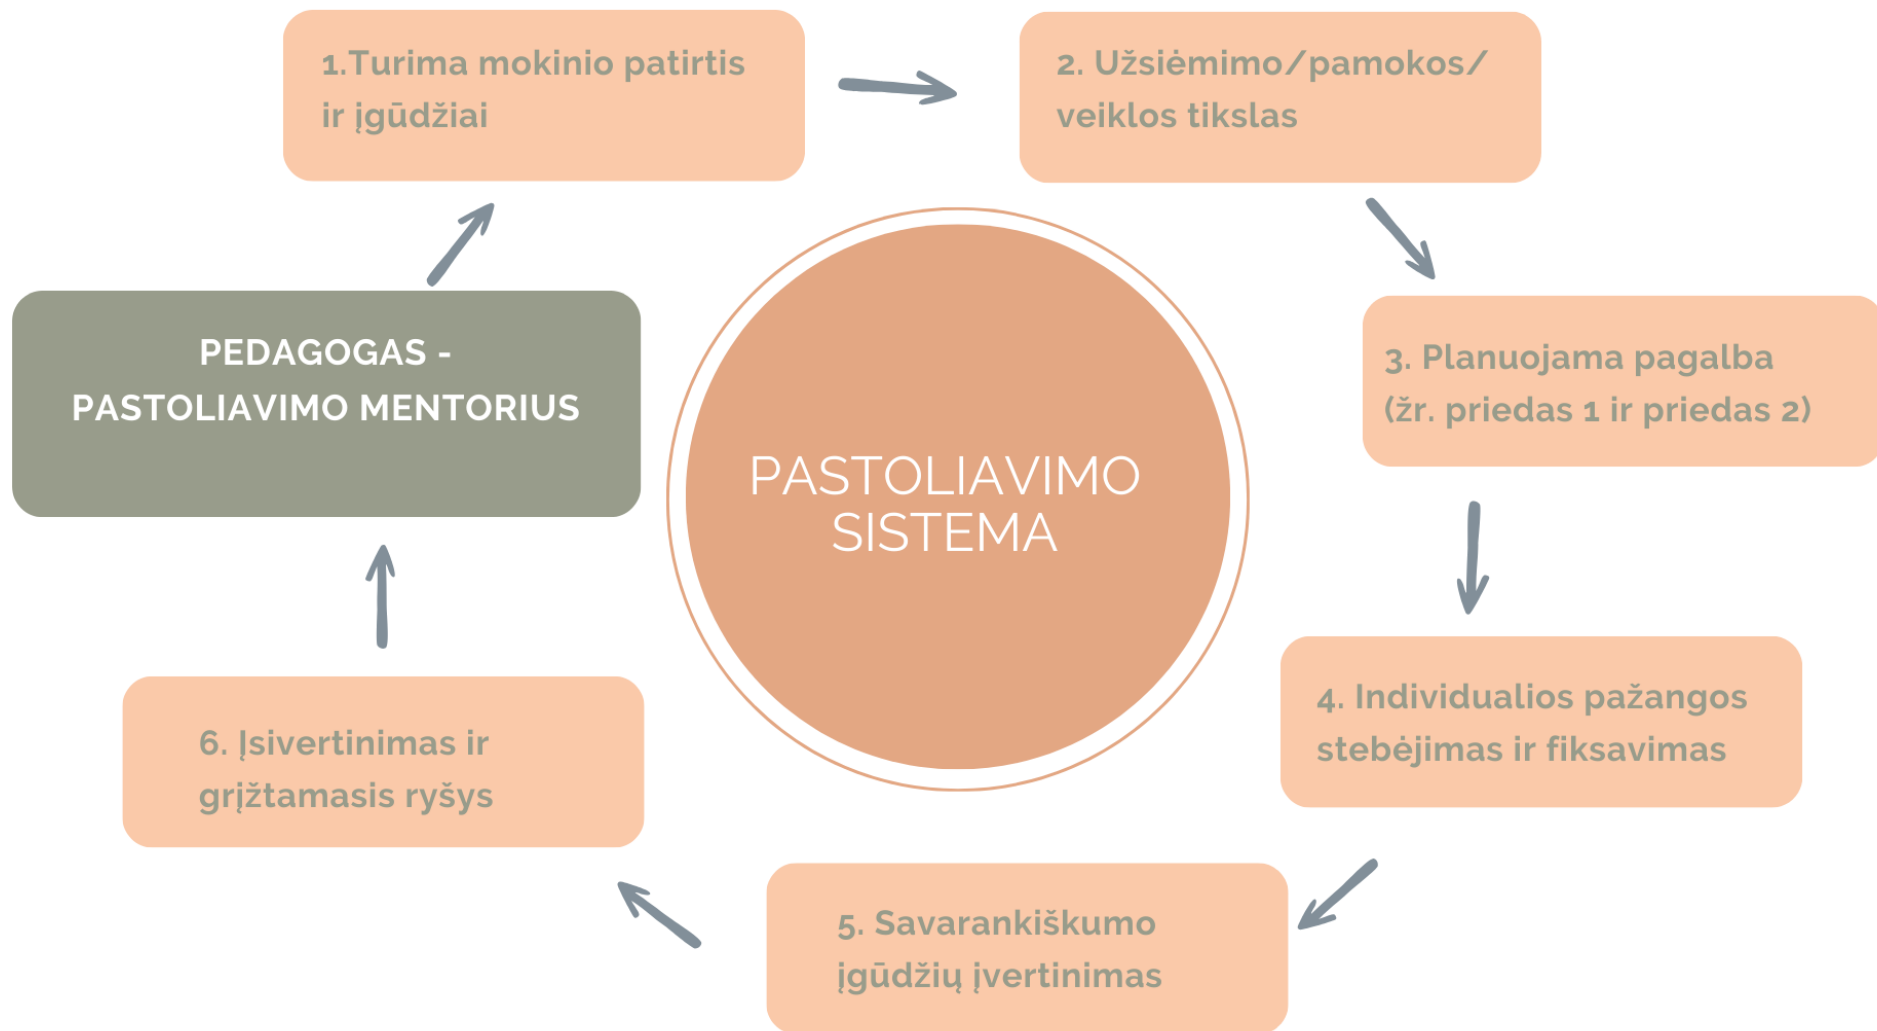 1.Turima mokinio patirtis
ir įgūdžiai
2. Užsiėmimo/pamokos/
veiklos tikslas
PEDAGOGAS -
PASTOLIAVIMO MENTORIUS
3. Planuojama pagalba
(žr. priedas 1 ir priedas 2)
PASTOLIAVIMO
SISTEMA
4. Individualios pažangos
stebėjimas ir fiksavimas
6. Įsivertinimas ir
grįžtamasis ryšys
5. Savarankiškumo
įgūdžių įvertinimas